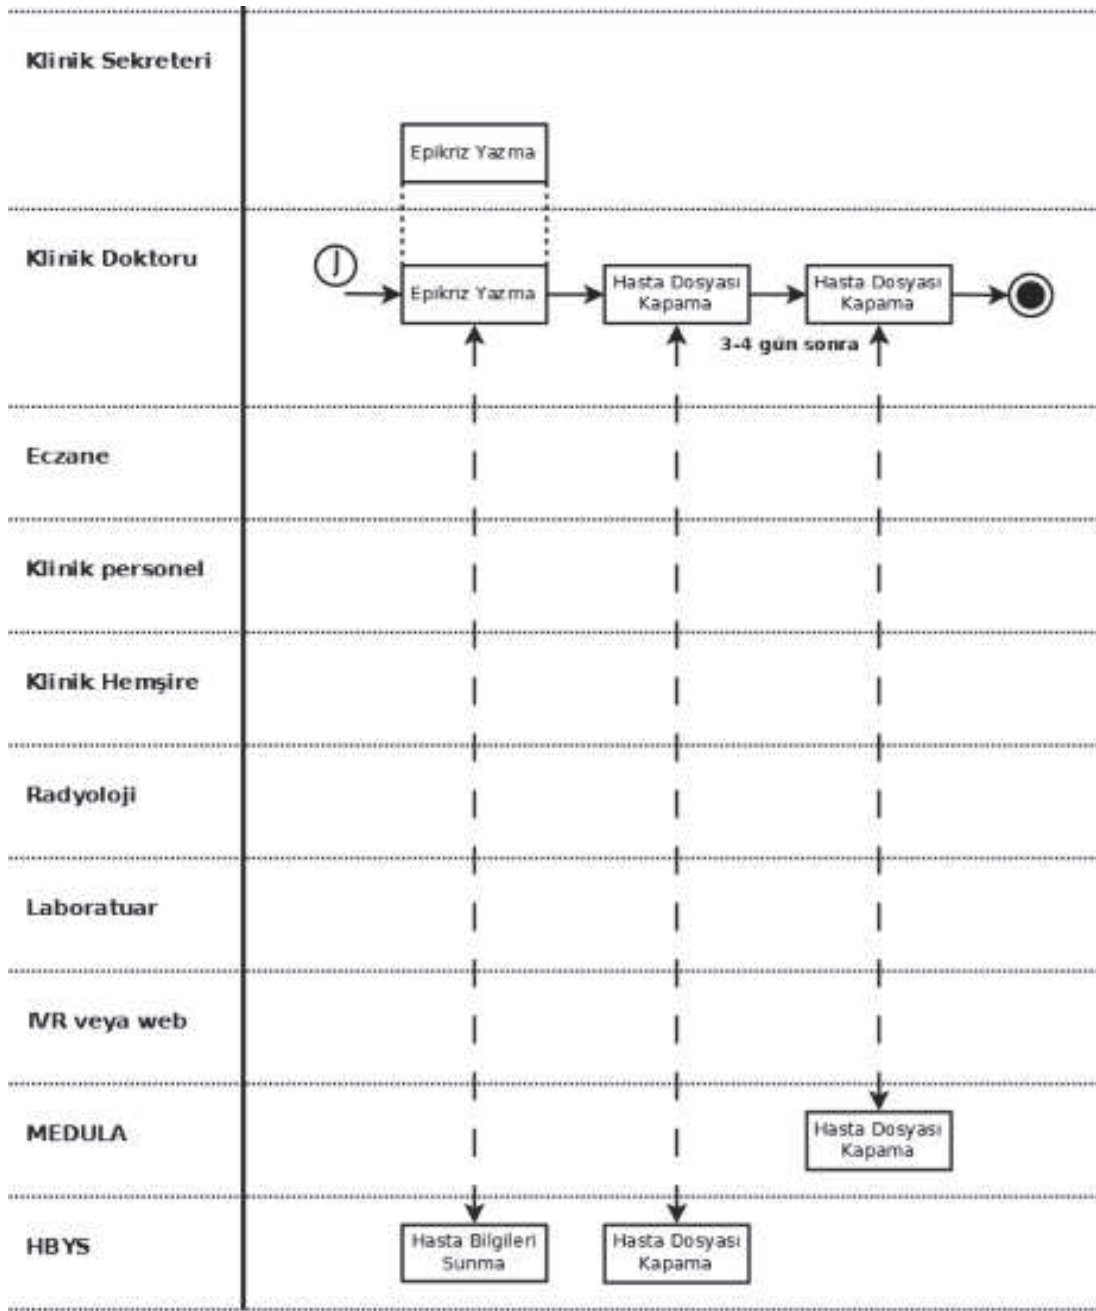 Klinik Sekreteri
Epikriz Yazma
Klinik Doktoru
J
Epikriz Yazma
Hasta Dosyası
Kapama
Hasta Dosyası
Kapama
3-4 gün sonra
Eczane
Klinik personel
Klinik Hemşire
Radyoloji
Laboratuar
IVR veya web
MEDULA
Hasta Dosyası
Kapama
HBYS
Hasta Bilgileri
Sunma
Hasta Dosyası
Kapama